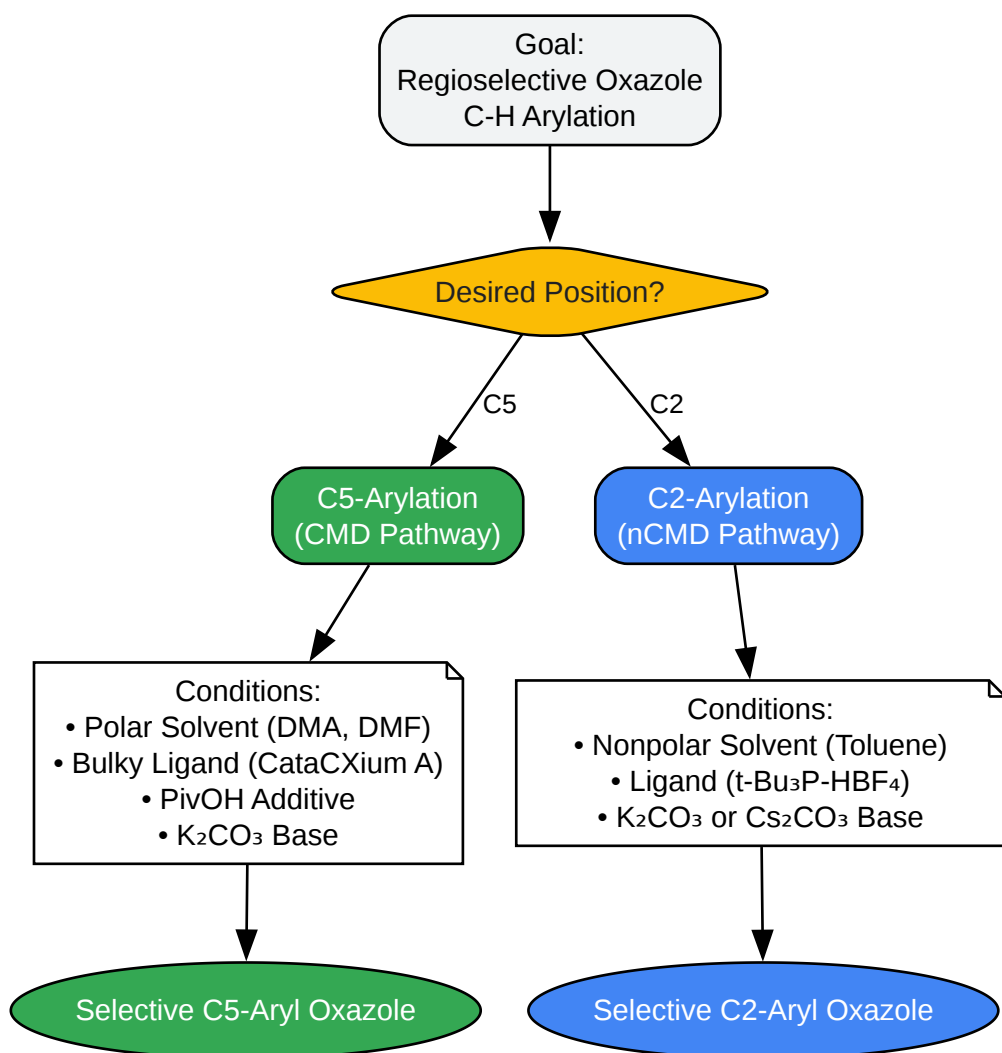 Goal:
Regioselective Oxazole
C-H Arylation
Desired Position?
C5
C2
C5-Arylation
(CMD Pathway)
C2-Arylation
(nCMD Pathway)
Conditions:
• Polar Solvent (DMA, DMF)
• Bulky Ligand (CataCXium A)
• PivOH Additive
• K₂CO₃ Base
Conditions:
• Nonpolar Solvent (Toluene)
• Ligand (t-Bu₃P-HBF₄)
• K₂CO₃ or Cs₂CO₃ Base
Selective C5-Aryl Oxazole
Selective C2-Aryl Oxazole